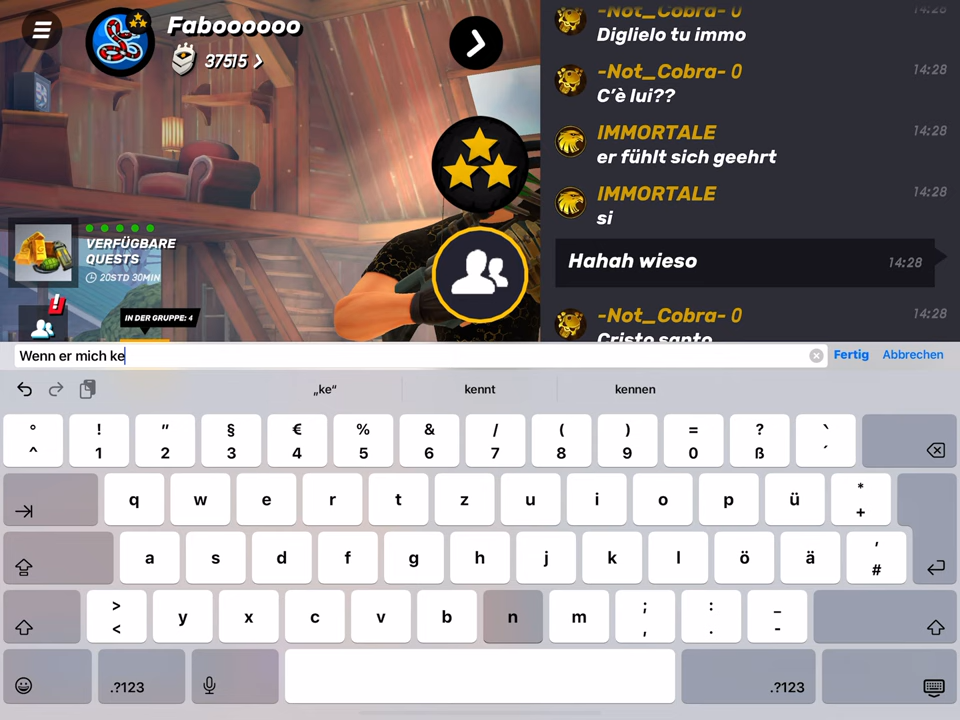 Faboooooo
37515
VERFÜGBARE
QUESTS
20STD 30MIN
!
IN DER GRUPPE: 4
-Not_Cobra- 0 14:28
Diglielo tu immo
-Not_Cobra- 0 14:28
C'è lui??
IMMORTALE 14:28
er fühlt sich geehrt
IMMORTALE 14:28
si
Hahah wieso 14:28
-Not_Cobra- 0 14:28
Cristo santo
Wenn er mich ke Fertig Abbrechen
„ke“ kennt kennen
° ! " § € % & / ( ) = ? `
^ 1 2 3 4 5 6 7 8 9 0 ß ´
q w e r t z u i o p ü * +
a s d f g h j k l ö ä ' #
> < y x c v b n m ; , : . _ -
.?123 .?123